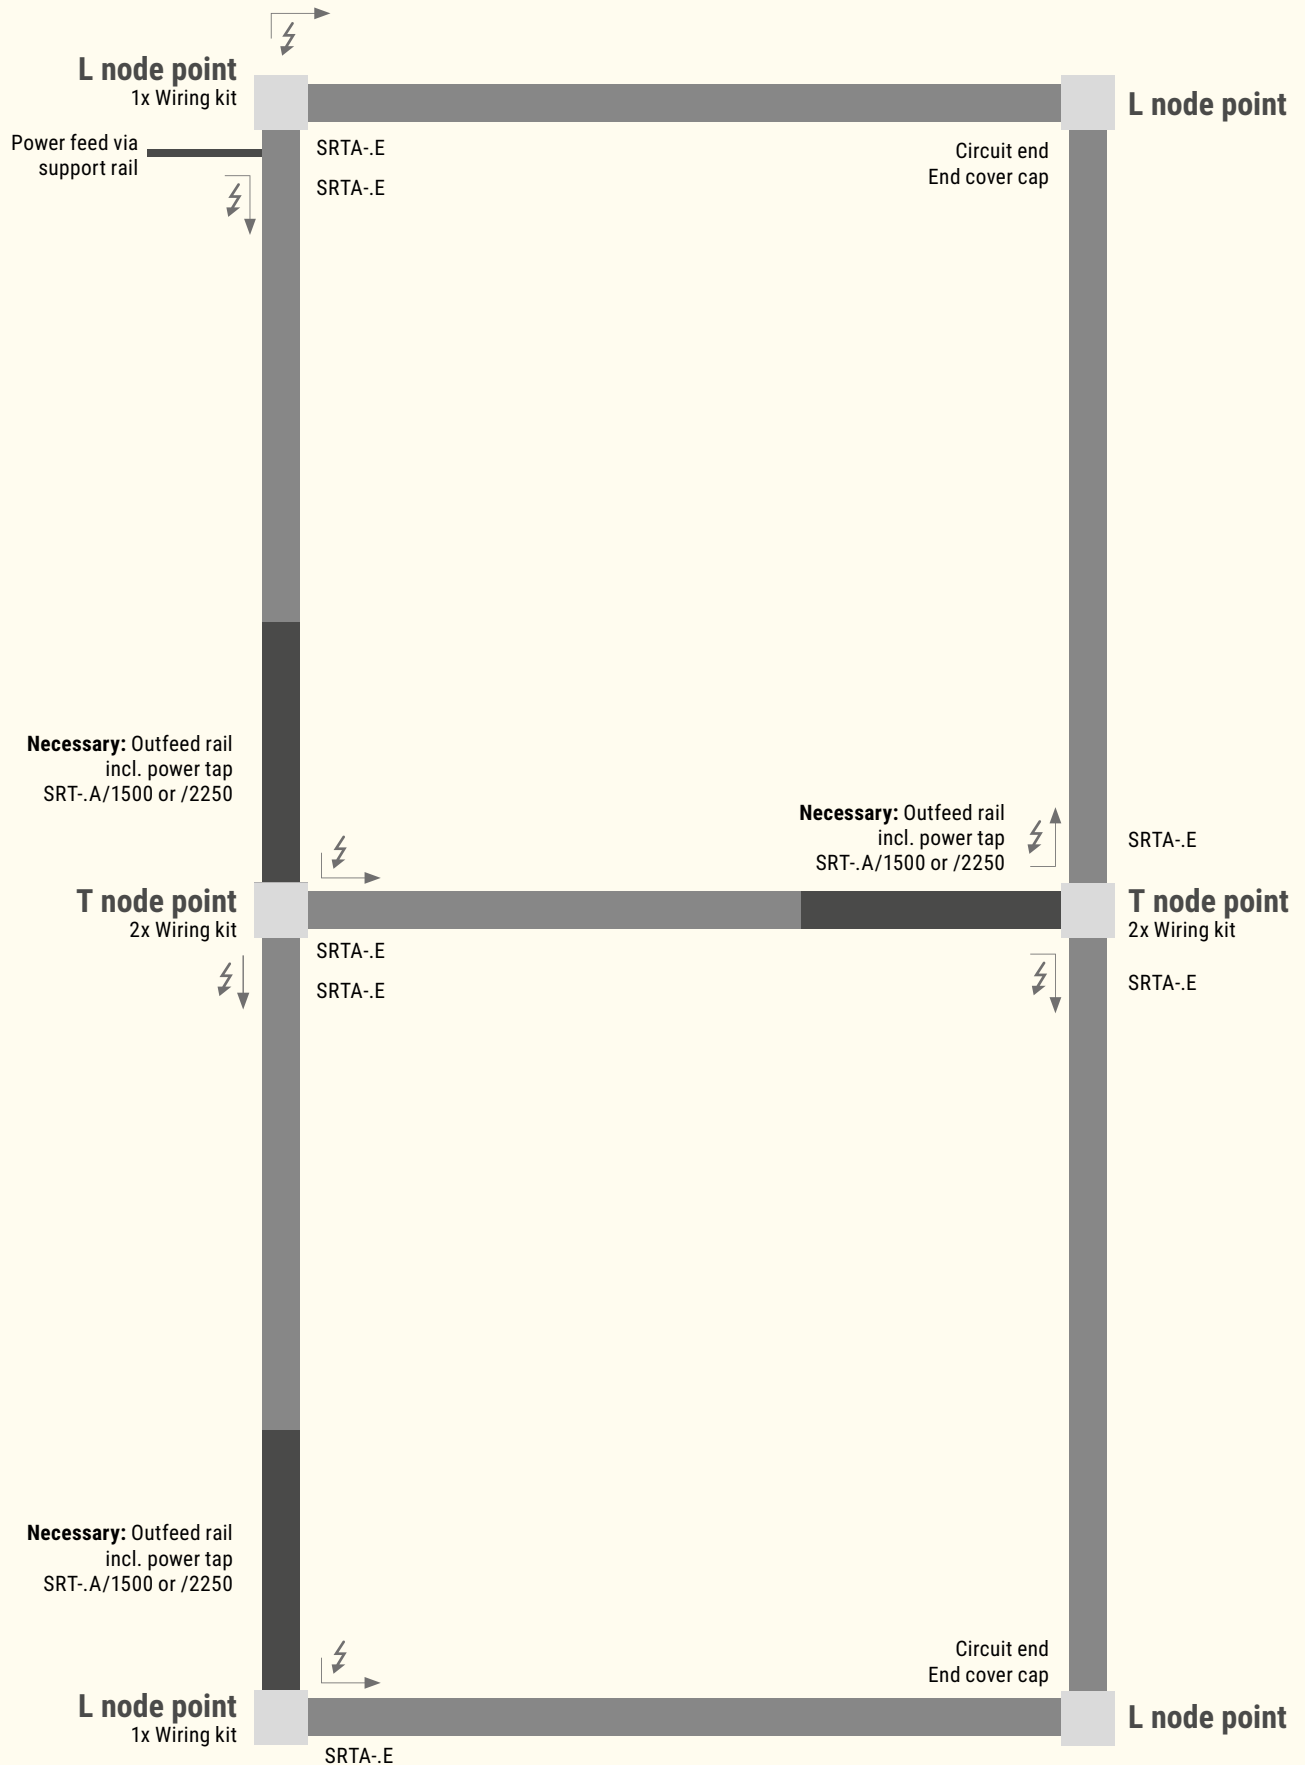 L node point
1x Wiring kit
L node point
Power feed via
support rail
SRTA-.E
SRTA-.E
Circuit end
End cover cap
Necessary: Outfeed rail
incl. power tap
SRT-.A/1500 or /2250
Necessary: Outfeed rail
incl. power tap
SRT-.A/1500 or /2250
SRTA-.E
T node point
2x Wiring kit
T node point
2x Wiring kit
SRTA-.E
SRTA-.E
SRTA-.E
Necessary: Outfeed rail
incl. power tap
SRT-.A/1500 or /2250
Circuit end
End cover cap
L node point
1x Wiring kit
L node point
SRTA-.E